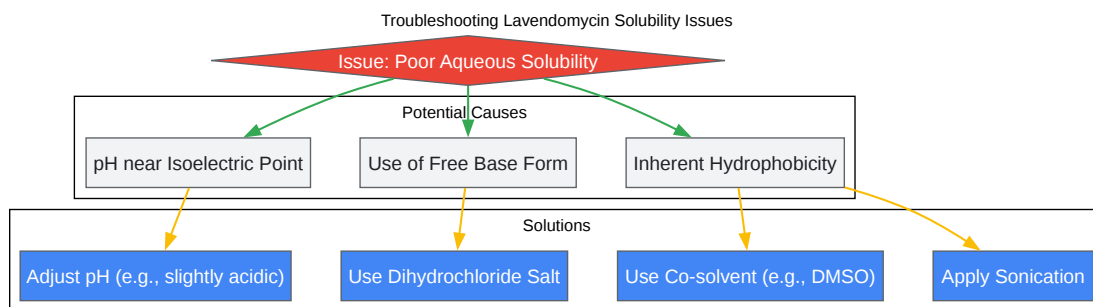 Troubleshooting Lavendomycin Solubility Issues
Issue: Poor Aqueous Solubility
Potential Causes
pH near Isoelectric Point
Use of Free Base Form
Inherent Hydrophobicity
Solutions
Adjust pH (e.g., slightly acidic)
Use Dihydrochloride Salt
Use Co-solvent (e.g., DMSO)
Apply Sonication